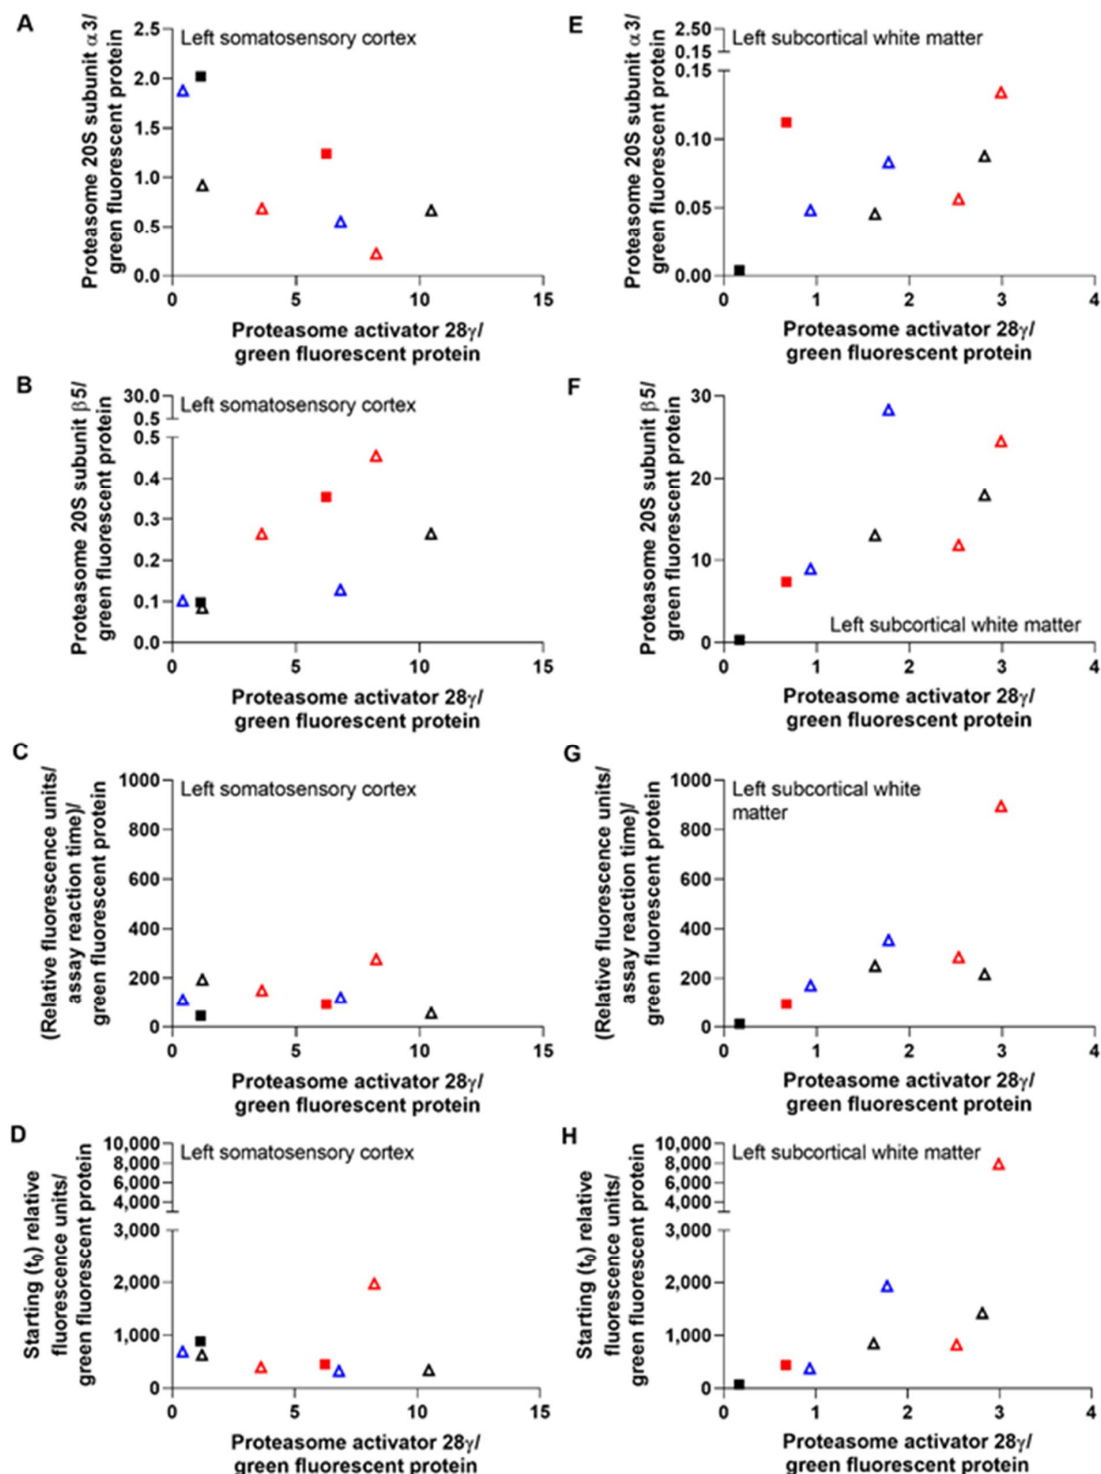 A
Proteasome 20S subunit α3/
green fluorescent protein
2.5
2.0
1.5
1.0
0.5
0.0
Left somatosensory cortex
0
5
10
15
Proteasome activator 28γ/
green fluorescent protein
E
Proteasome 20S subunit α3/
green fluorescent protein
2.50
0.15
0.15
0.10
0.05
0.00
Left subcortical white matter
0
1
2
3
4
Proteasome activator 28γ/
green fluorescent protein
B
Proteasome 20S subunit β5/
green fluorescent protein
30.0
0.5
0.5
0.4
0.3
0.2
0.1
0.0
Left somatosensory cortex
0
5
10
15
Proteasome activator 28γ/
green fluorescent protein
F
Proteasome 20S subunit β5/
green fluorescent protein
30
20
10
0
Left subcortical white matter
0
1
2
3
4
Proteasome activator 28γ/
green fluorescent protein
C
(Relative fluorescence units/
assay reaction time)/
green fluorescent protein
1000
800
600
400
200
0
Left somatosensory cortex
0
5
10
15
Proteasome activator 28γ/
green fluorescent protein
G
(Relative fluorescence units/
assay reaction time)/
green fluorescent protein
1000
800
600
400
200
0
Left subcortical white
matter
0
1
2
3
4
Proteasome activator 28γ/
green fluorescent protein
D
Starting (t₀) relative
fluorescence units/
green fluorescent protein
10,000
8,000
6,000
4,000
3,000
2,000
1,000
0
Left somatosensory cortex
0
5
10
15
Proteasome activator 28γ/
green fluorescent protein
H
Starting (t₀) relative
fluorescence units/
green fluorescent protein
10,000
8,000
6,000
4,000
3,000
2,000
1,000
0
Left subcortical white matter
0
1
2
3
4
Proteasome activator 28γ/
green fluorescent protein